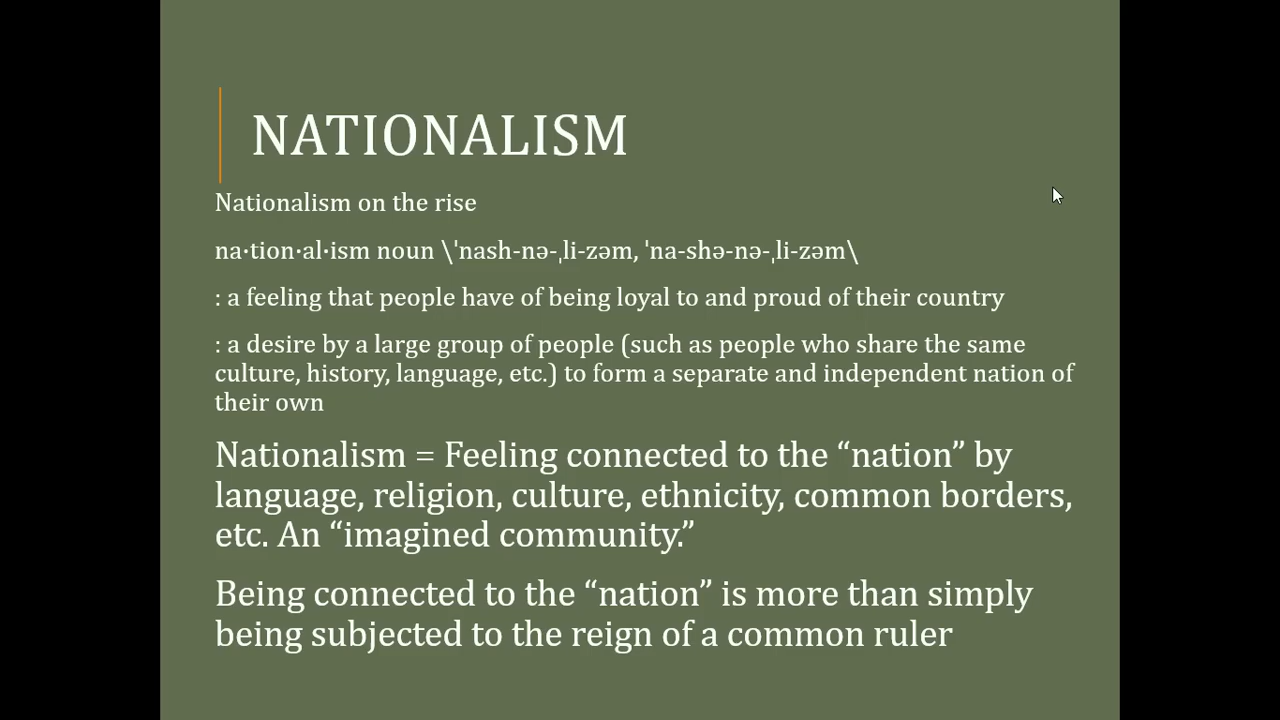 NATIONALISM
Nationalism on the rise
na·tion·al·ism noun \ˈnash-nə-ˌli-zəm, ˈna-shə-nə-ˌli-zəm\
: a feeling that people have of being loyal to and proud of their country
: a desire by a large group of people (such as people who share the same
culture, history, language, etc.) to form a separate and independent nation of
their own
Nationalism = Feeling connected to the “nation” by
language, religion, culture, ethnicity, common borders,
etc. An “imagined community.”
Being connected to the “nation” is more than simply
being subjected to the reign of a common ruler